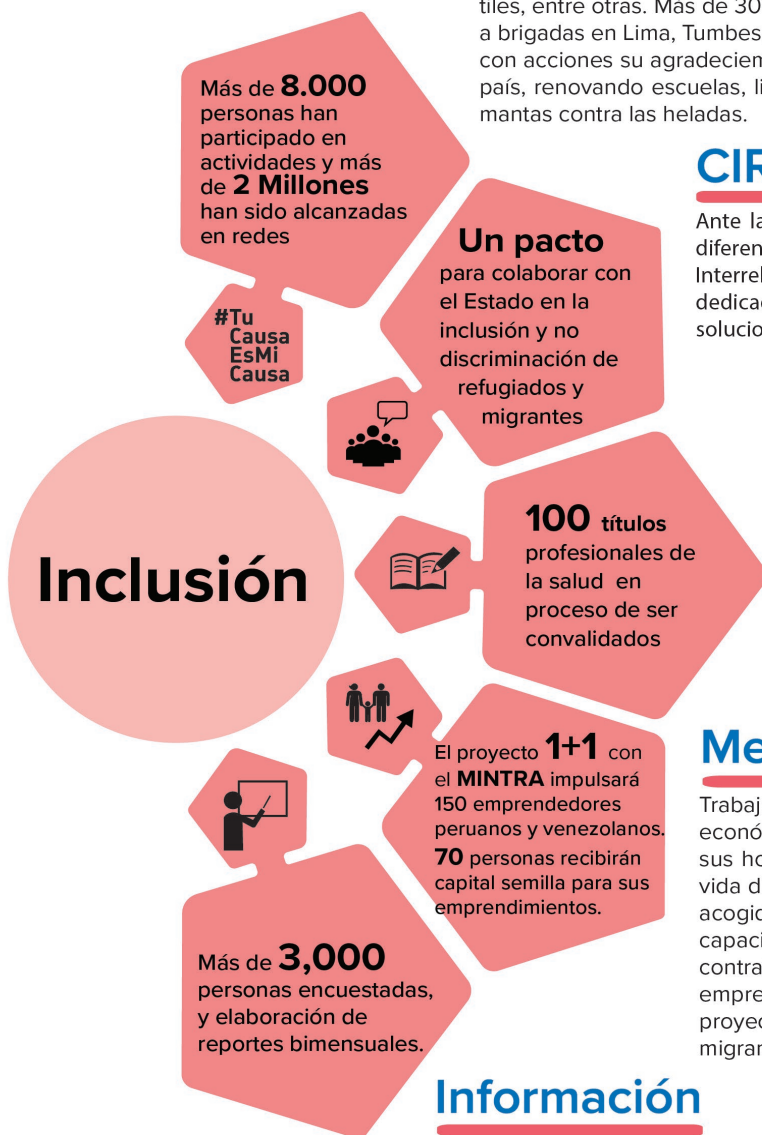 tiles, entre otras. Más de 30
a brigadas en Lima, Tumbes
con acciones su agradeciem
país, renovando escuelas, li
mantas contra las heladas.
Más de 8.000
personas han
participado en
actividades y más
de 2 Millones
han sido alcanzadas
en redes
#Tu
Causa
EsMi
Causa
CIR
Ante la
diferen
Interrel
dedicac
solucio
Un pacto
para colaborar con
el Estado en la
inclusión y no
discriminación de
refugiados y
migrantes
Inclusión
100 títulos
profesionales de
la salud en
proceso de ser
convalidados
El proyecto 1+1 con
el MINTRA impulsará
150 emprendedores
peruanos y venezolanos.
70 personas recibirán
capital semilla para sus
emprendimientos.
Me
Trabaj
econó
sus ho
vida d
acogid
capaci
contra
empre
proyec
migran
Más de 3,000
personas encuestadas,
y elaboración de
reportes bimensuales.
Información